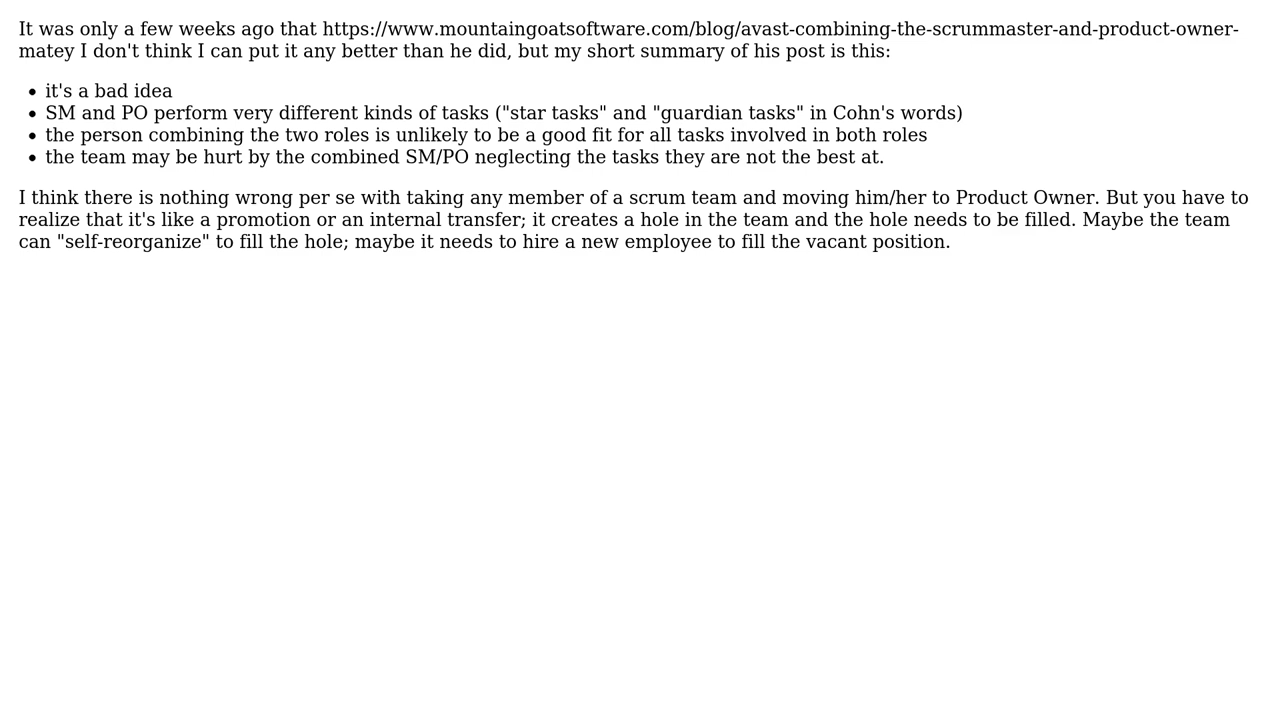 It was only a few weeks ago that https://www.mountaingoatsoftware.com/blog/avast-combining-the-scrummaster-and-product-owner-
matey I don't think I can put it any better than he did, but my short summary of his post is this:
• it's a bad idea
• SM and PO perform very different kinds of tasks ("star tasks" and "guardian tasks" in Cohn's words)
• the person combining the two roles is unlikely to be a good fit for all tasks involved in both roles
• the team may be hurt by the combined SM/PO neglecting the tasks they are not the best at.
I think there is nothing wrong per se with taking any member of a scrum team and moving him/her to Product Owner. But you have to
realize that it's like a promotion or an internal transfer; it creates a hole in the team and the hole needs to be filled. Maybe the team
can "self-reorganize" to fill the hole; maybe it needs to hire a new employee to fill the vacant position.